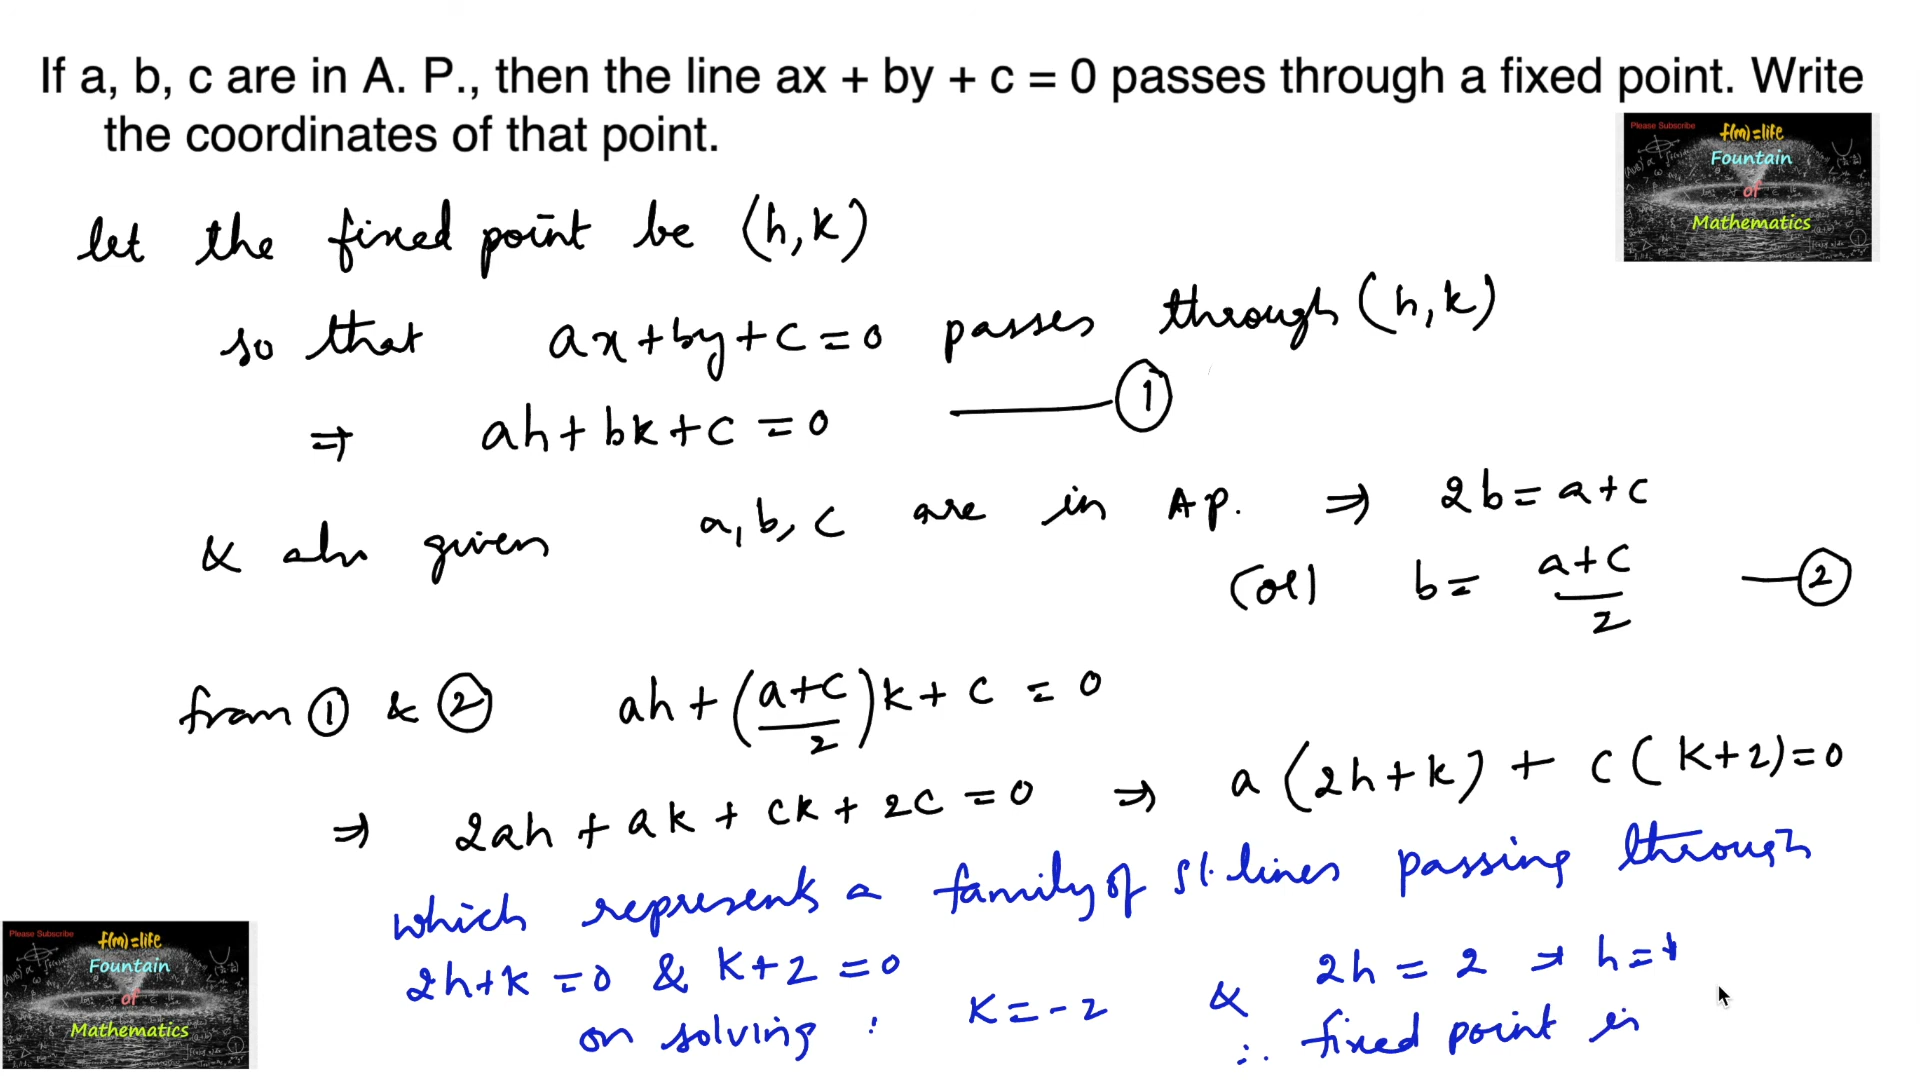 If a, b, c are in A. P., then the line ax + by + c = 0 passes through a fixed point. Write
the coordinates of that point.
Please Subscribe
f(m)=life
Fountain
of
Mathematics
let the fixed point be (h,k)
so that ax+by+c=0 passes through (h,k)
⇒ ah+bk+c=0 —— ①
& also given a, b, c are in A P. ⇒ 2b=a+c
(or) b= (a+c)/2 — ②
from ① & ② ah+((a+c)/2)k+c = 0
⇒ 2ah + ak + ck + 2c = 0 ⇒ a(2h+k) + c(k+2)=0
which represents a family of st. lines passing through
2h+k = 0 & k+2 = 0
on solving : k=-2 & 2h = 2 ⇒ h=1
∴ fixed point is
Please Subscribe
f(m)=life
Fountain
of
Mathematics